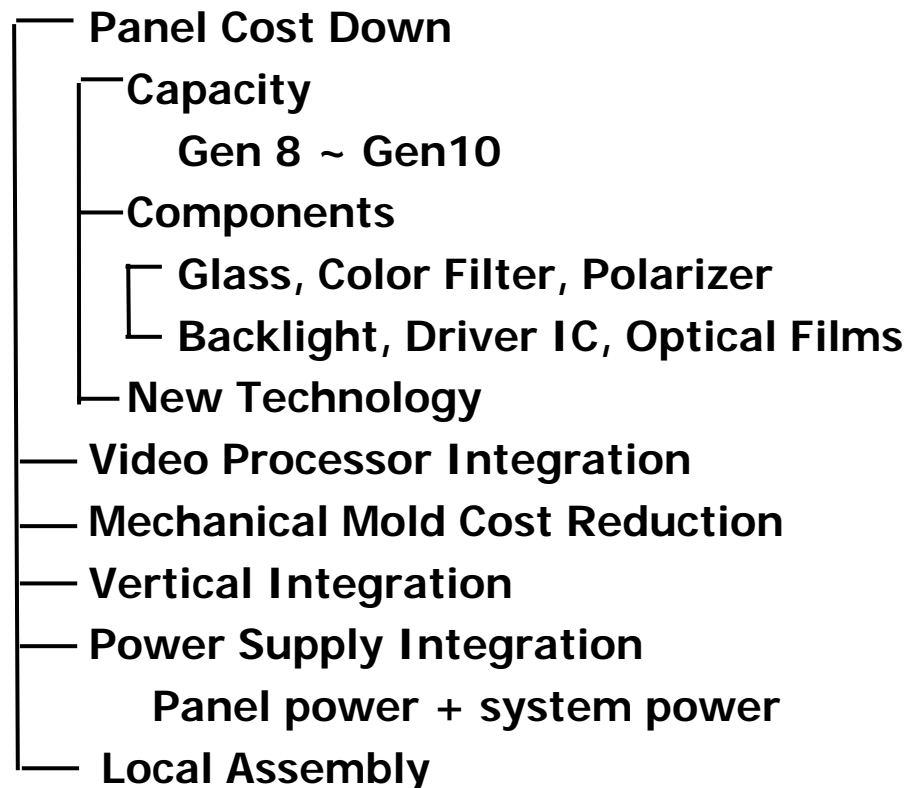 Panel Cost Down
Capacity
Gen 8 ~ Gen10
Components
Glass, Color Filter, Polarizer
Backlight, Driver IC, Optical Films
New Technology
Video Processor Integration
Mechanical Mold Cost Reduction
Vertical Integration
Power Supply Integration
Panel power + system power
Local Assembly